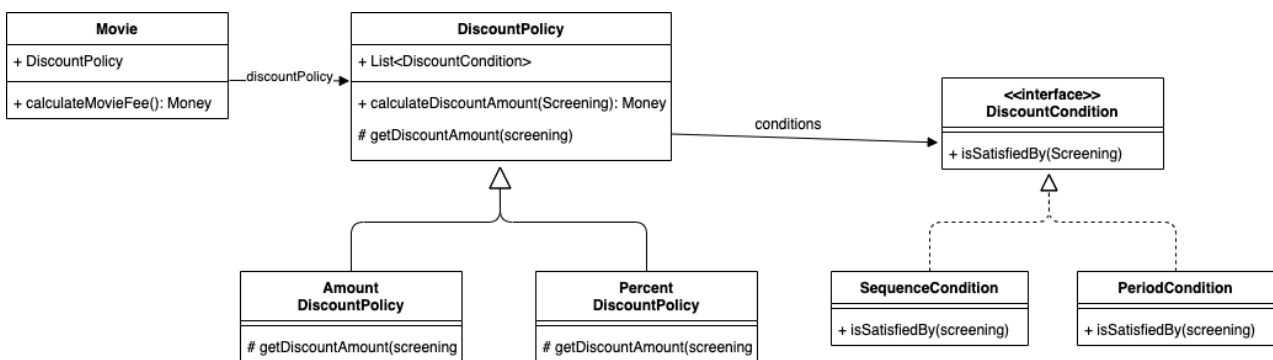 Movie
+ DiscountPolicy
+ calculateMovieFee(): Money
discountPolicy
DiscountPolicy
+ List<DiscountCondition>
+ calculateDiscountAmount(Screening): Money
# getDiscountAmount(screening)
conditions
<<interface>>
DiscountCondition
+ isSatisfiedBy(Screening)
Amount
DiscountPolicy
# getDiscountAmount(screening
Percent
DiscountPolicy
# getDiscountAmount(screening
SequenceCondition
+ isSatisfiedBy(screening)
PeriodCondition
+ isSatisfiedBy(screening)